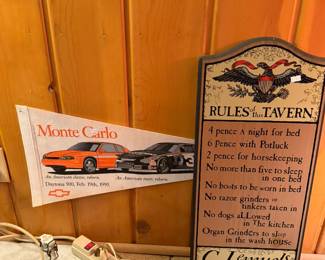 Monte Carlo
An American classic, reborn.
An American racer, reborn.
Daytona 500, Feb. 19th, 1995.
3
RULES of this TAVERN
4 pence a night for bed
6 pence with Potluck
2 pence for horsekeeping
No more than five to sleep
in one bed
No boots to be worn in bed
No razor grinders or
tinkers taken in
No dogs allowed
in The kitchen
Organ Grinders to sleep
in the wash house